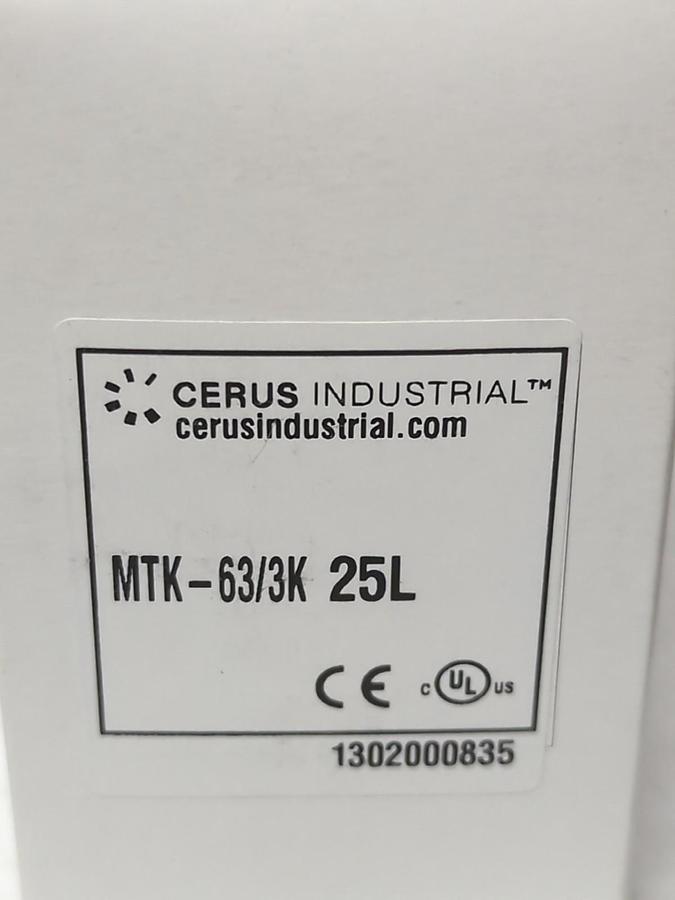 CERUS INDUSTRIAL™
cerusindustrial.com
MTK-63/3K 25L
CE c UL us
1302000835